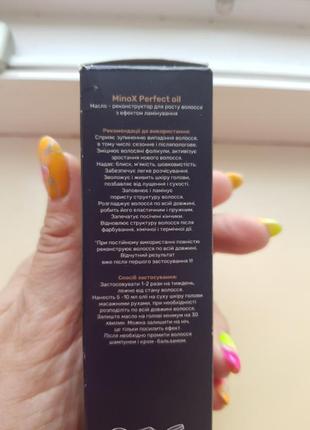 MinoX Perfect oil
Масло - реконструктор для росту волосся
з ефектом ламінування
Рекомендації до використання:
Сприяє зупиненню випадіння волосся,
в тому числі сезонне і післяпологове.
Зміцнює волосяні фолікули, активізує
зростання нового волосся.
Надає: блиск, м'якість, шовковистість.
Забезпечує легке розчісування.
Зволожує і живить шкіру голови,
позбавляє від лущення і сухості.
Заповнює і ламінує
пористу структуру волосся.
Розгладжує волосся по всій довжині,
робить його еластичним і пружним.
Запечатує посічені кінчики.
Відновлює структуру волосся після
фарбування, хімічної і термічної дії.
*При постійному використанні повністю
реконструює волосся по всій довжині.
Відчутний результат
вже після першого застосування !!!
Спосіб застосування:
Застосовувати 1-2 рази на тиждень,
залежно від стану волосся.
Нанесіть 5 -10 мл олії на суху шкіру голови
масажними рухами, при необхідності
розподіліть по всій довжині волосся.
Залиште масло на голові мінімум на 30
хвилин. Можна залишити на ніч,
це тільки посилить ефект
Після необхідно промити волосся
шампунем і крем -бальзамом.